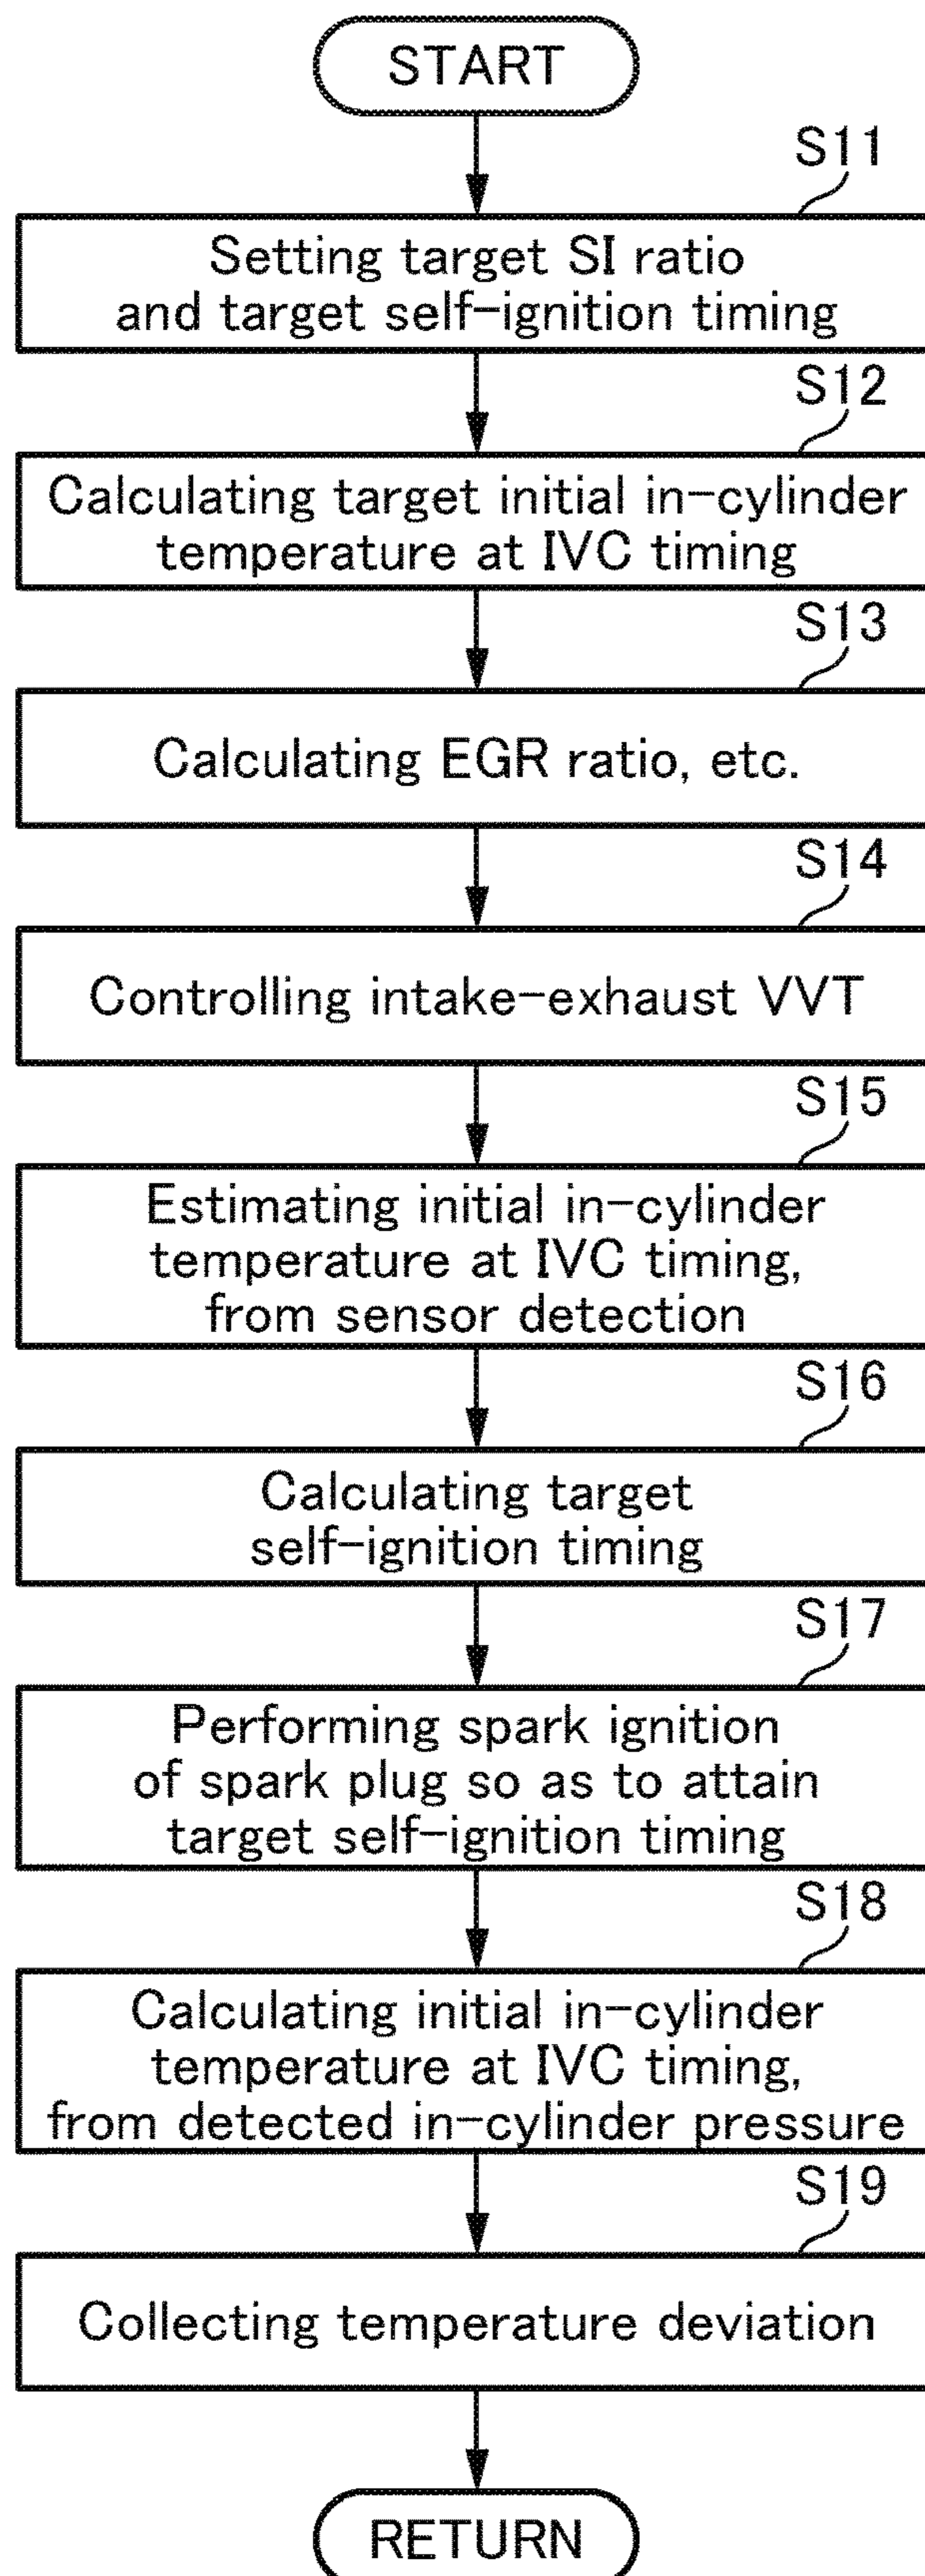 START
S11
Setting target SI ratio
and target self-ignition timing
S12
Calculating target initial in-cylinder
temperature at IVC timing
S13
Calculating EGR ratio, etc.
S14
Controlling intake-exhaust VVT
S15
Estimating initial in-cylinder
temperature at IVC timing,
from sensor detection
S16
Calculating target
self-ignition timing
S17
Performing spark ignition
of spark plug so as to attain
target self-ignition timing
S18
Calculating initial in-cylinder
temperature at IVC timing,
from detected in-cylinder pressure
S19
Collecting temperature deviation
RETURN